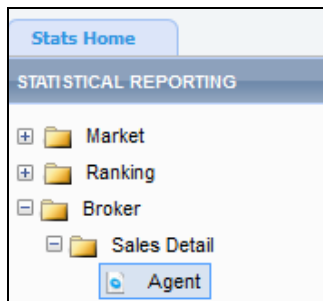 Stats Home
STATISTICAL REPORTING
Market
Ranking
Broker
Sales Detail
Agent